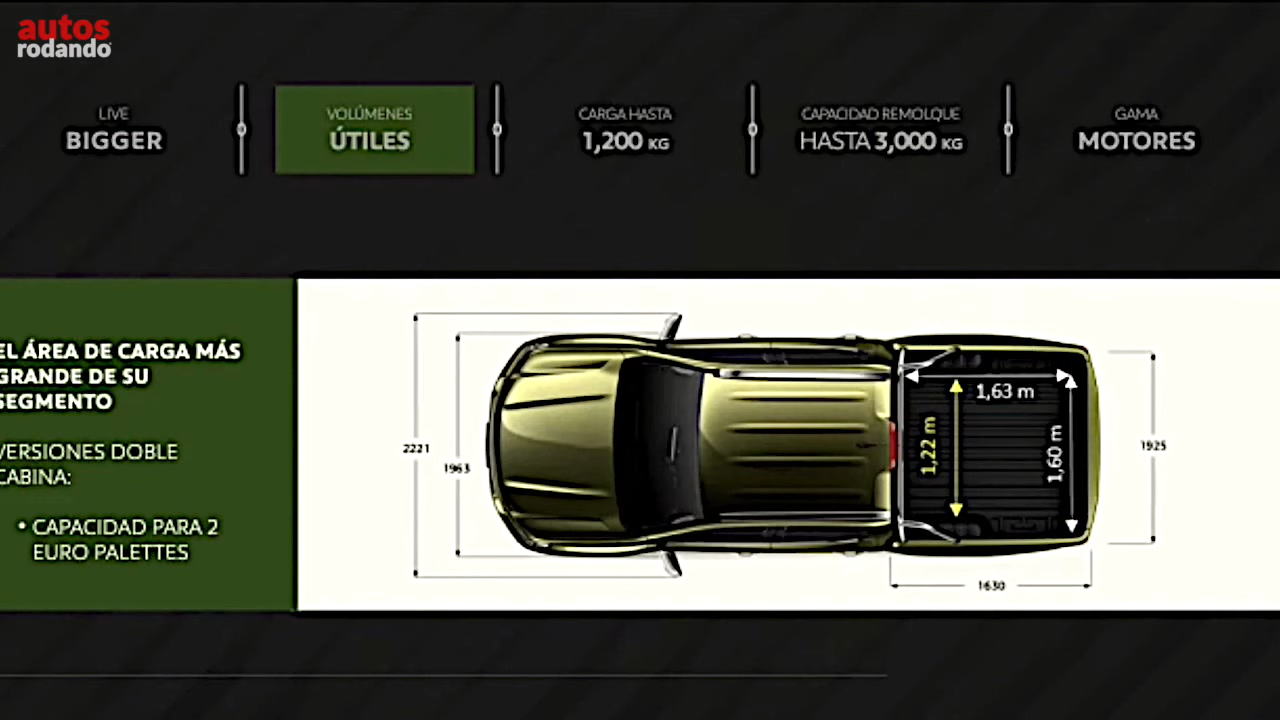 autos
rodando
LIVE
BIGGER
VOLÚMENES
ÚTILES
CARGA HASTA
1,200 KG
CAPACIDAD REMOLQUE
HASTA 3,000 KG
GAMA
MOTORES
EL ÁREA DE CARGA MÁS
GRANDE DE SU
SEGMENTO
VERSIONES DOBLE
CABINA:
• CAPACIDAD PARA 2
EURO PALETTES
2221
1963
1,63 m
1,22 m
1,60 m
1925
1630